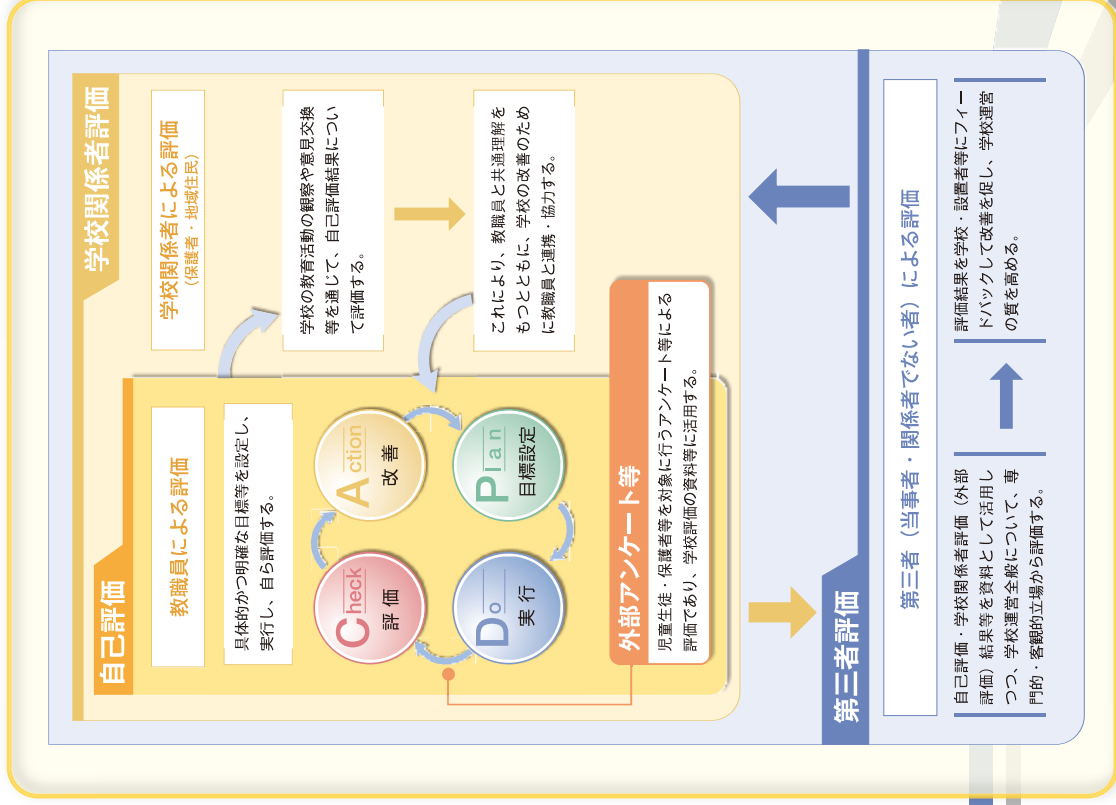 学校関係者評価
自己評価
教職員による評価
具体的かつ明確な目標等を設定し、
実行し、自ら評価する。
Check
評価
Action
改善
Do
実行
Plan
目標設定
学校関係者による評価
(保護者・地域住民)
学校の教育活動の観察や意見交換
等を通じて、自己評価結果につい
て評価する。
これにより、教職員と共通理解を
もつとともに、学校の改善のため
に教職員と連携・協力する。
外部アンケート等
児童生徒・保護者等を対象に行うアンケート等による
評価であり、学校評価の資料等に活用する。
第三者評価
第三者（当事者・関係者でない者）による評価
自己評価・学校関係者評価（外部
評価）結果等を資料として活用し
つつ、学校運営全般について、専
門的・客観的立場から評価する。
評価結果を学校・設置者等にフィー
ドバックして改善を促し、学校運営
の質を高める。